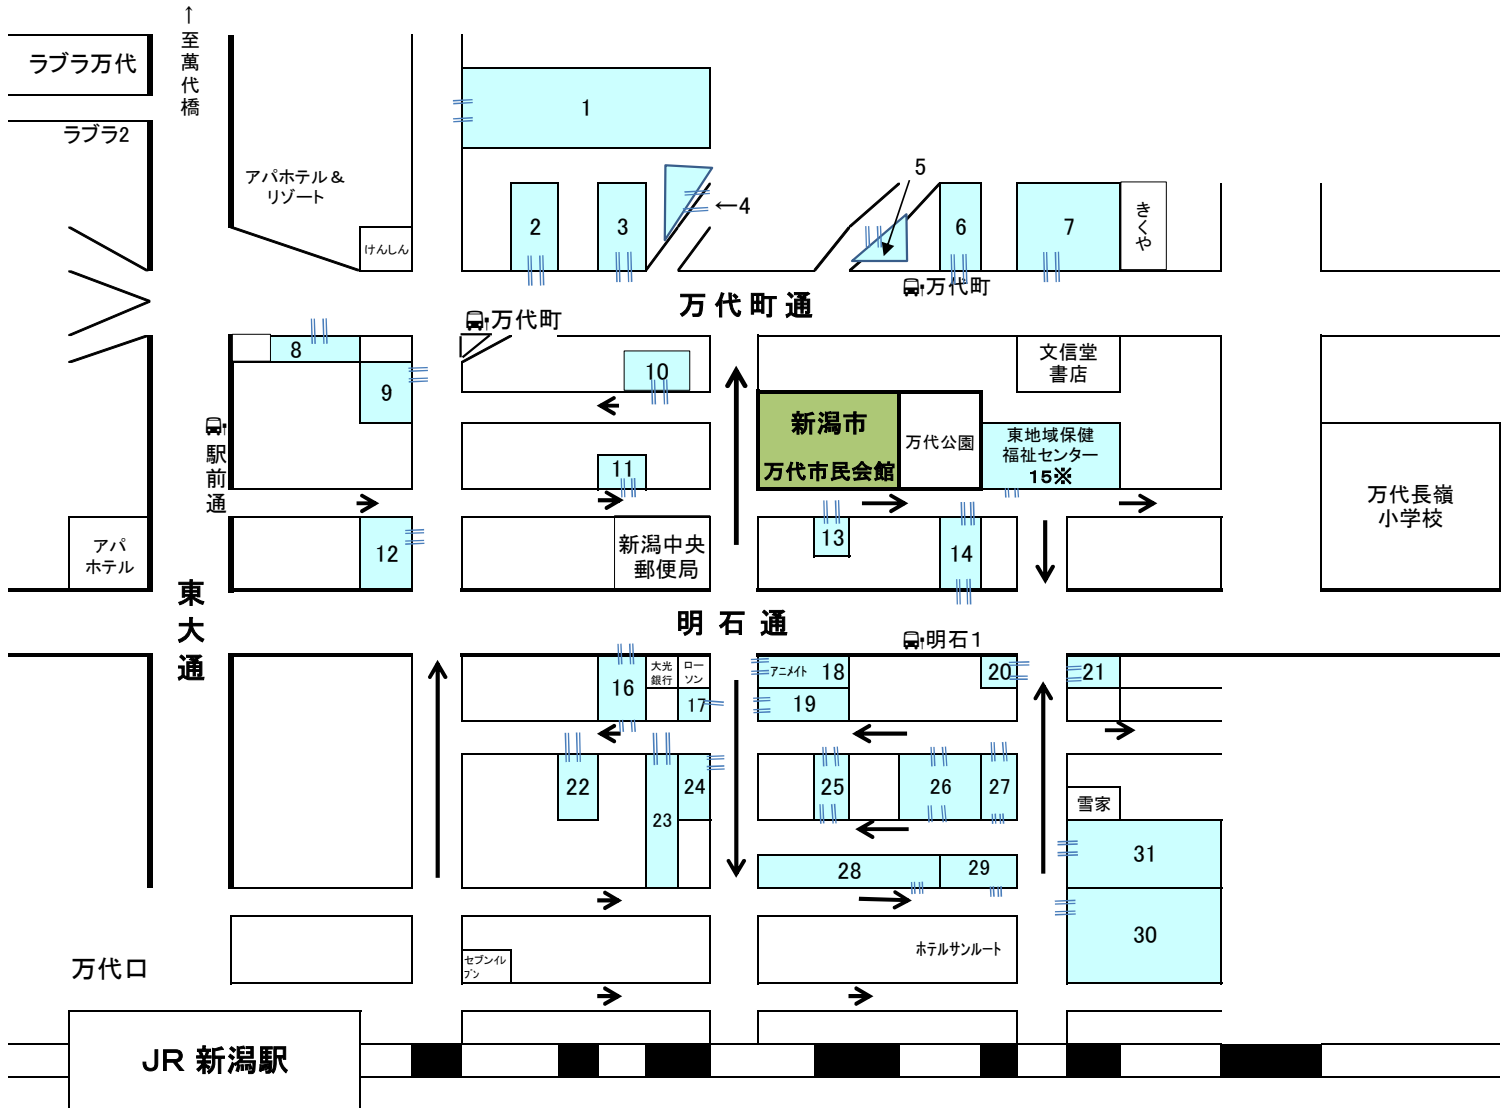 ↑至萬代橋
ラブラ万代
ラブラ2
アパホテル＆
リゾート
けんしん
1
2
3
←4
5
6
7
きくや
万代町通
万代町
万代町
8
9
10
文信堂
書店
新潟市
万代市民会館
万代公園
東地域保健
福祉センター
15※
駅前通
11
万代長嶺
小学校
アパ
ホテル
12
新潟中央
郵便局
13
14
東大通
明石通
明石1
16
大光
銀行
ロー
ソン
17
アニメイト 18
19
20
21
22
23
24
25
26
27
雪家
28
29
31
30
万代口
セブンイレ
ブン
ホテルサンルート
JR 新潟駅